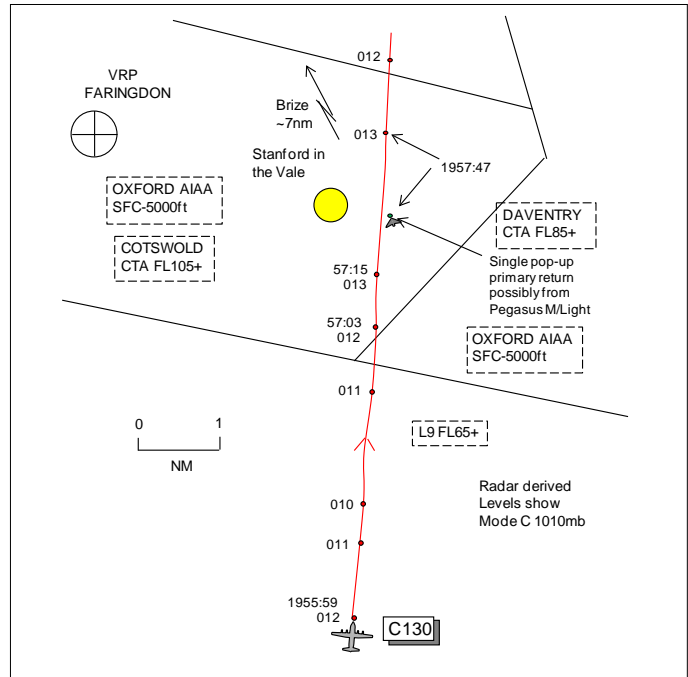 012
VRP
FARINGDON
Brize
~7nm
013
Stanford in
the Vale
1957:47
OXFORD AIAA
SFC-5000ft
DAVENTRY
CTA FL85+
COTSWOLD
CTA FL105+
Single pop-up
primary return
possibly from
Pegasus M/Light
57:15
013
57:03
012
OXFORD AIAA
SFC-5000ft
011
0 1
NM
L9 FL65+
Radar derived
Levels show
Mode C 1010mb
010
011
1955:59
012
C130